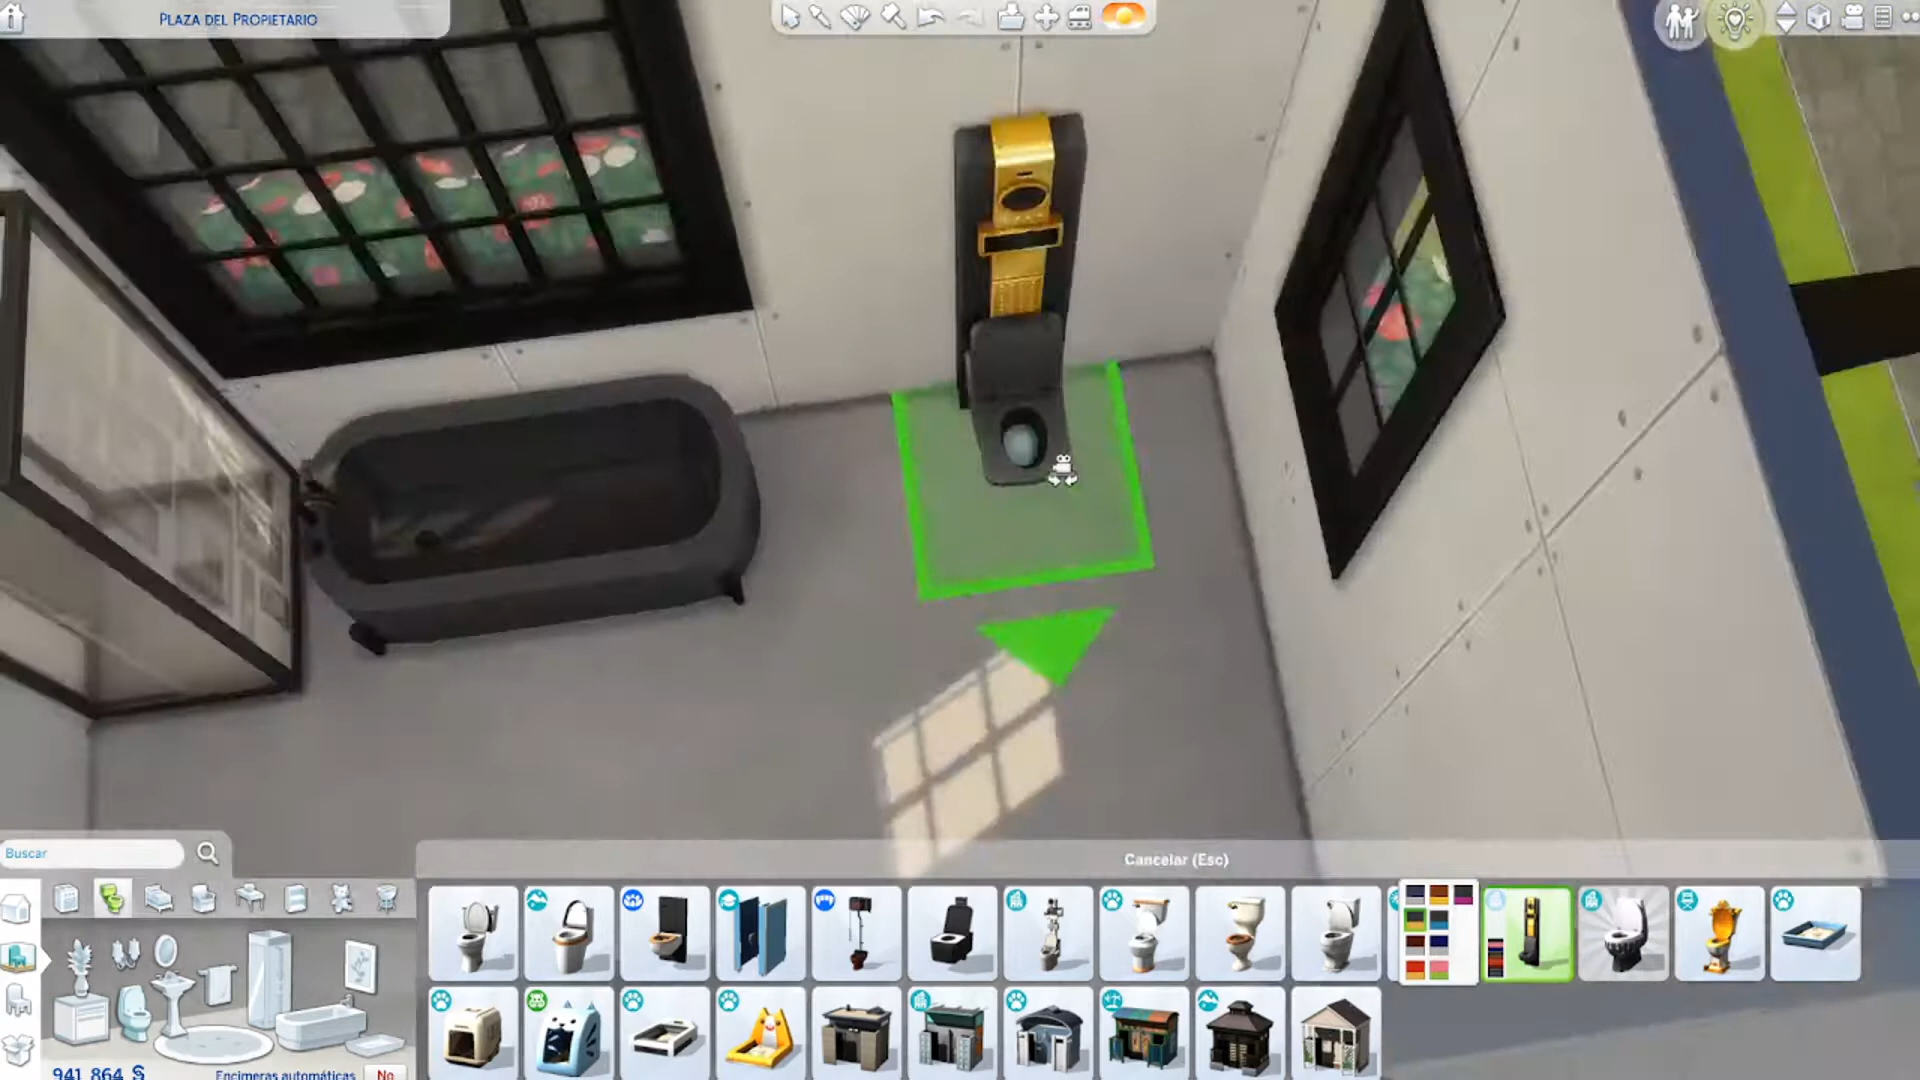 PLAZA DEL PROPIETARIO
Cancelar (Esc)
Buscar
941 864 §
Encimeras automáticas No